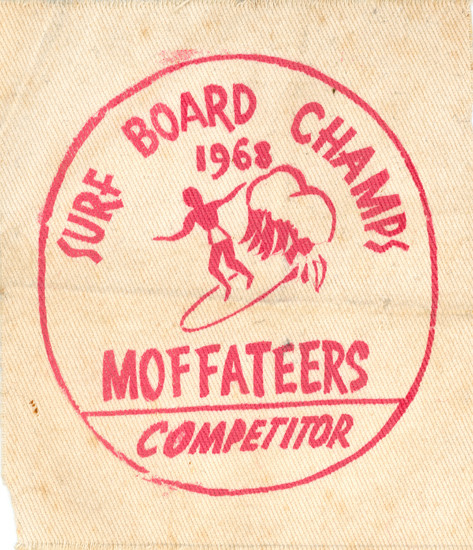 SURF BOARD CHAMPS
1968
MOFFATEERS
COMPETITOR